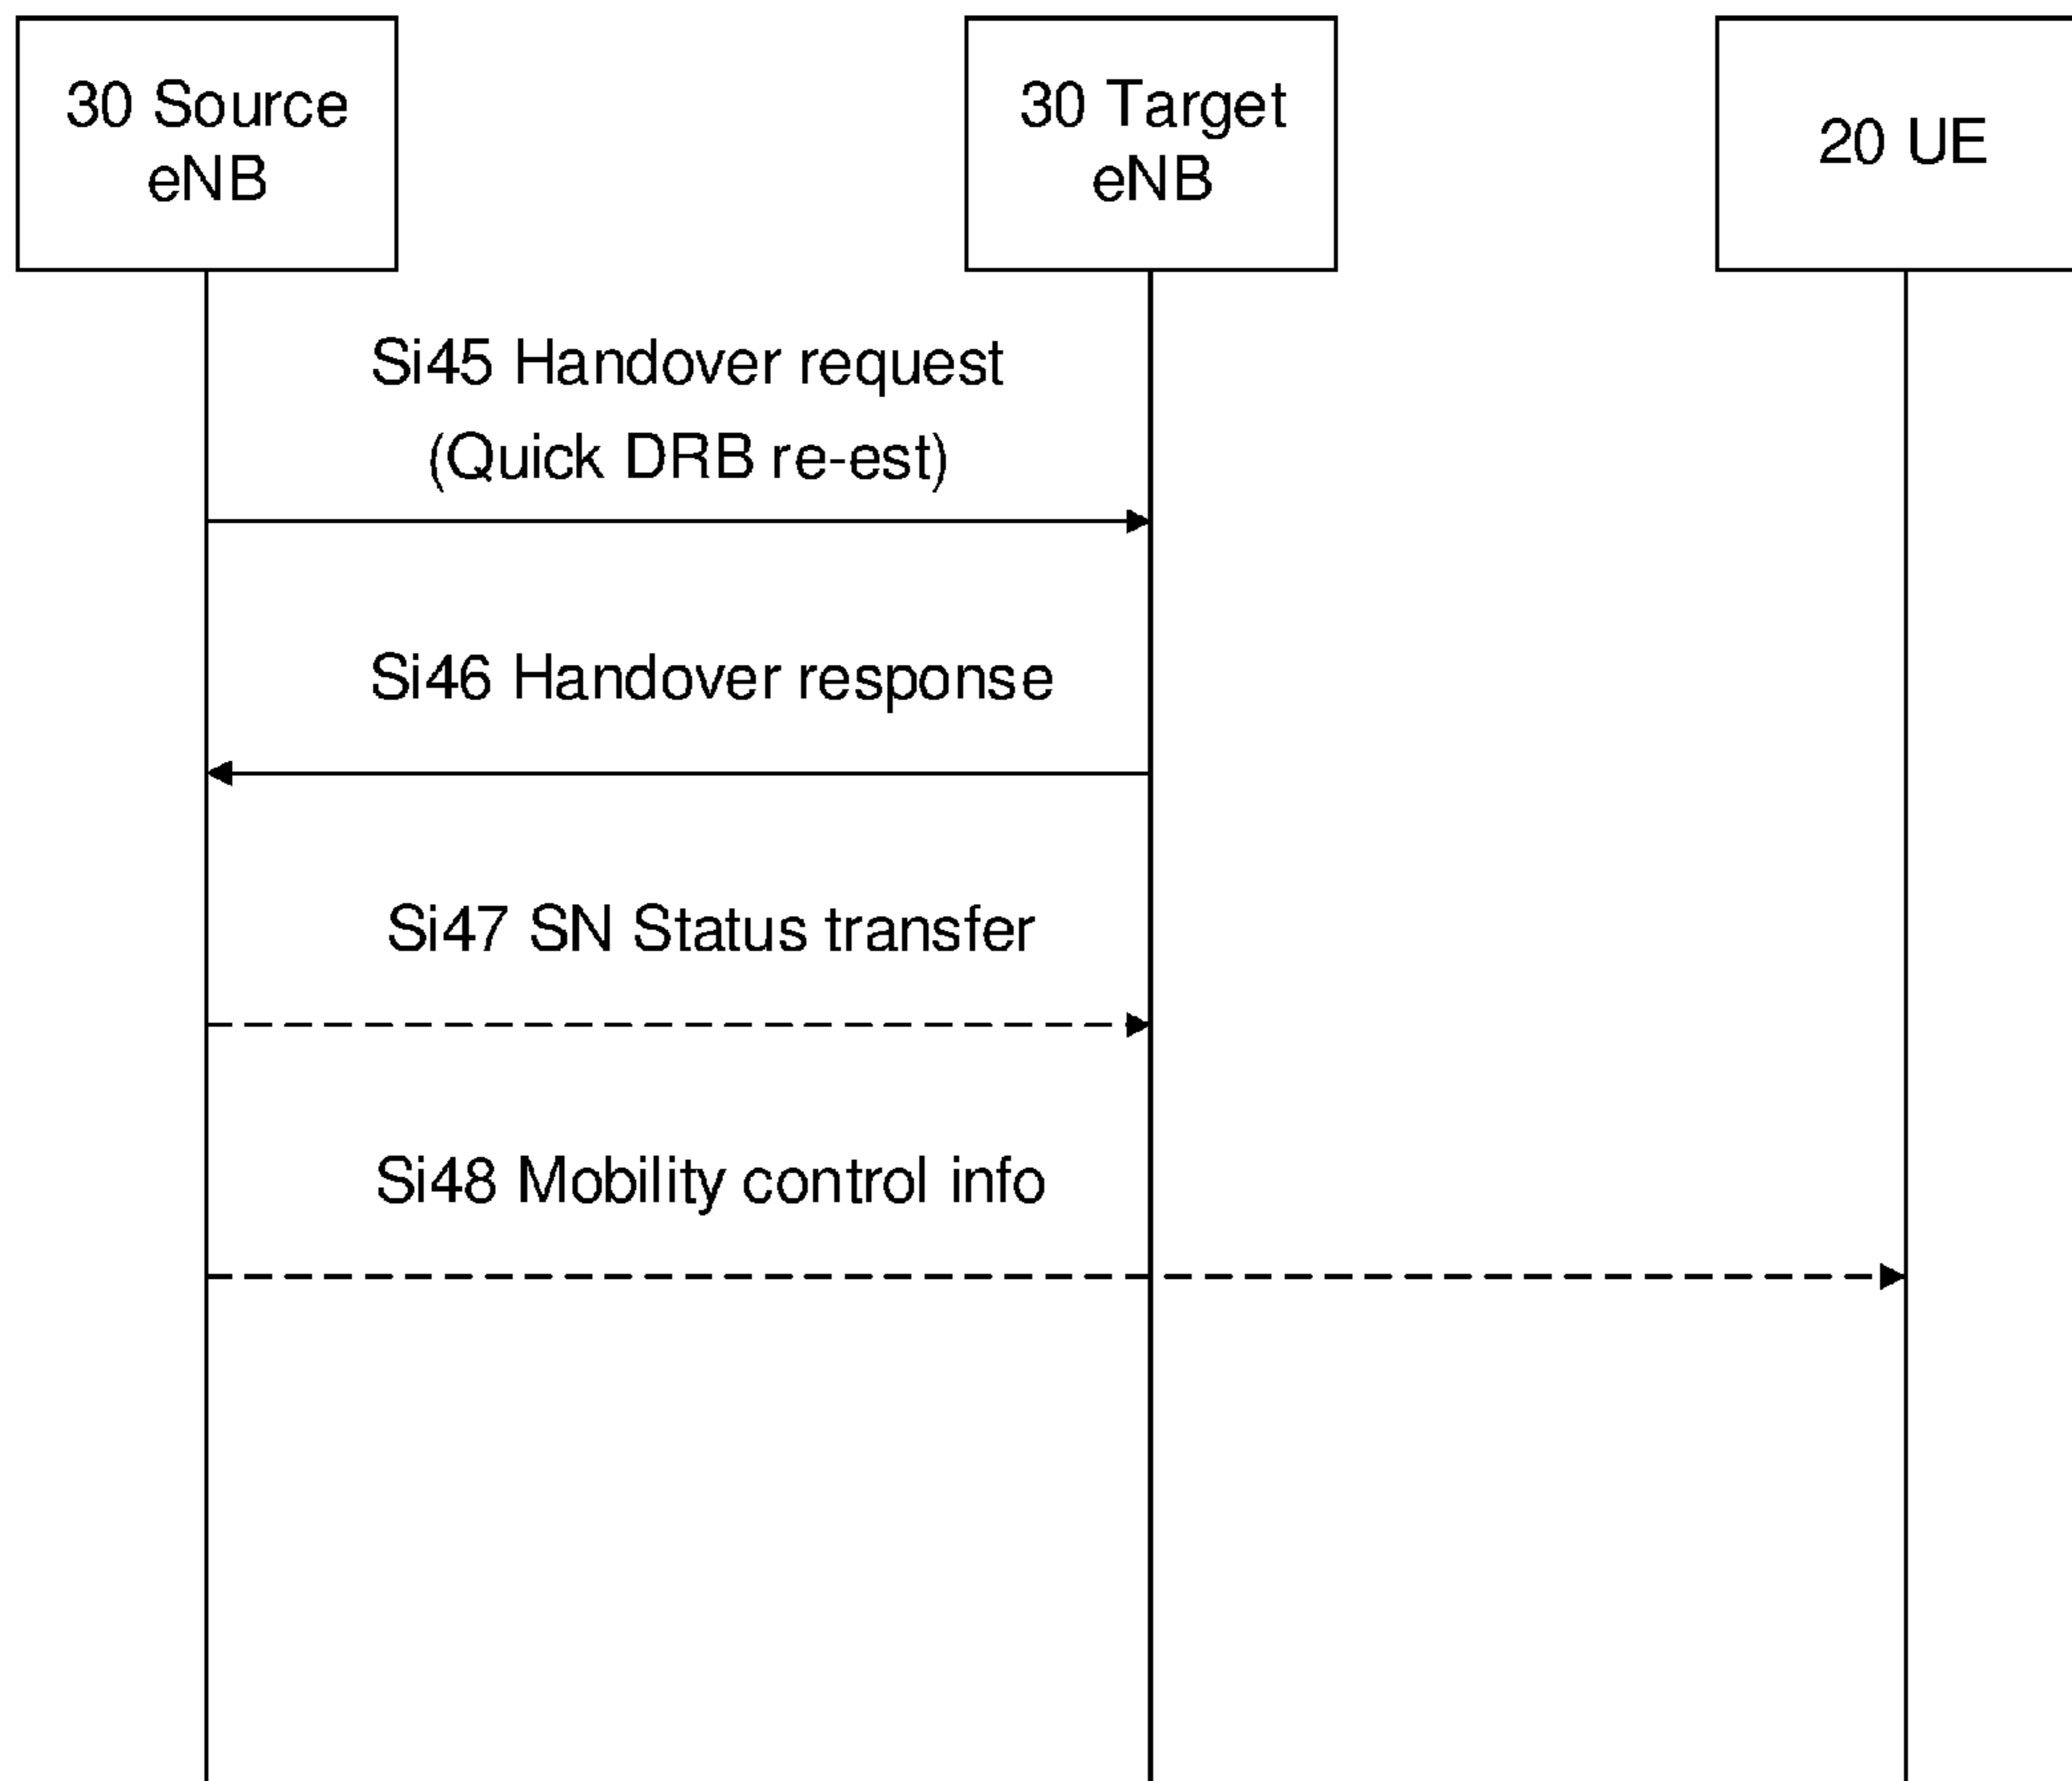 30 Source
eNB
30 Target
eNB
20 UE
Si45 Handover request
(Quick DRB re-est)
Si46 Handover response
Si47 SN Status transfer
Si48 Mobility control info